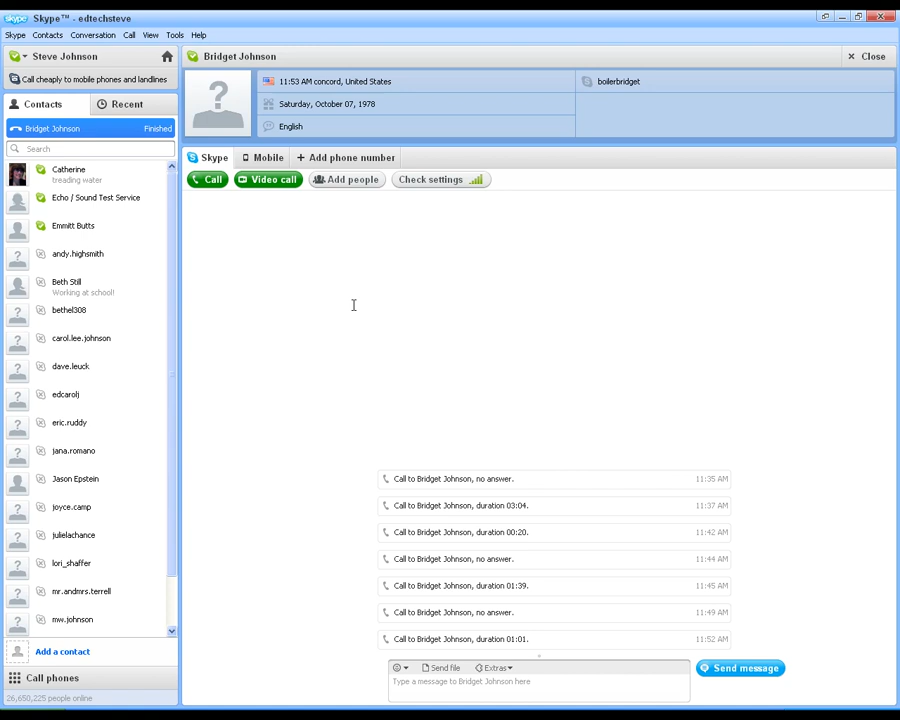 skype Skype™ - edtechsteve
Skype Contacts Conversation Call View Tools Help
Steve Johnson
Call cheaply to mobile phones and landlines
Contacts Recent
Bridget Johnson Finished
Search
Catherine
treading water
Echo / Sound Test Service
Emmitt Butts
andy.highsmith
Beth Still
Working at school!
bethel308
carol.lee.johnson
dave.leuck
edcarolj
eric.ruddy
jana.romano
Jason Epstein
joyce.camp
julielachance
lori_shaffer
mr.andmrs.terrell
mw.johnson
Add a contact
Call phones
26,650,225 people online
Bridget Johnson Close
11:53 AM concord, United States boilerbridget
Saturday, October 07, 1978
English
Skype Mobile Add phone number
Call Video call Add people Check settings
Call to Bridget Johnson, no answer. 11:35 AM
Call to Bridget Johnson, duration 03:04. 11:37 AM
Call to Bridget Johnson, duration 00:20. 11:42 AM
Call to Bridget Johnson, no answer. 11:44 AM
Call to Bridget Johnson, duration 01:39. 11:45 AM
Call to Bridget Johnson, no answer. 11:49 AM
Call to Bridget Johnson, duration 01:01. 11:52 AM
Send file Extras
Type a message to Bridget Johnson here
Send message